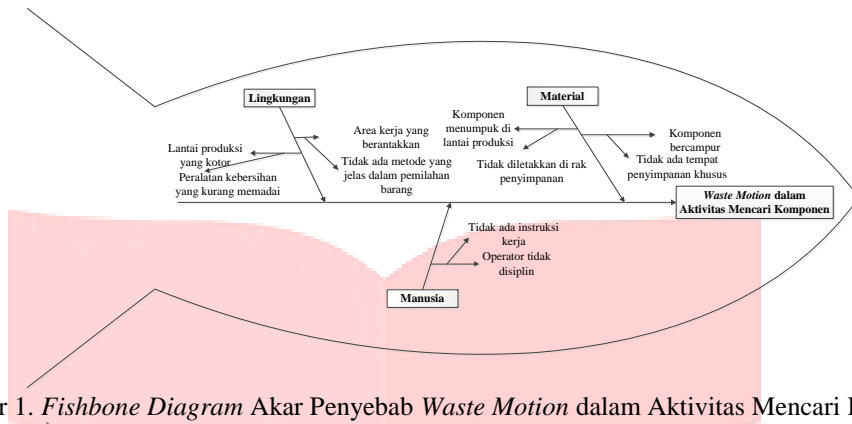 Lingkungan
Material
Area kerja yang
berantakkan
Tidak ada metode yang
jelas dalam pemilahan
barang
Lantai produksi
yang kotor
Peralatan kebersihan
yang kurang memadai
Komponen
menumpuk di
lantai produksi
Tidak diletakkan di rak
penyimpanan
Komponen
bercampur
Tidak ada tempat
penyimpanan khusus
Waste Motion dalam
Aktivitas Mencari Komponen
Tidak ada instruksi
kerja
Operator tidak
disiplin
Manusia
r 1. Fishbone Diagram Akar Penyebab Waste Motion dalam Aktivitas Mencari